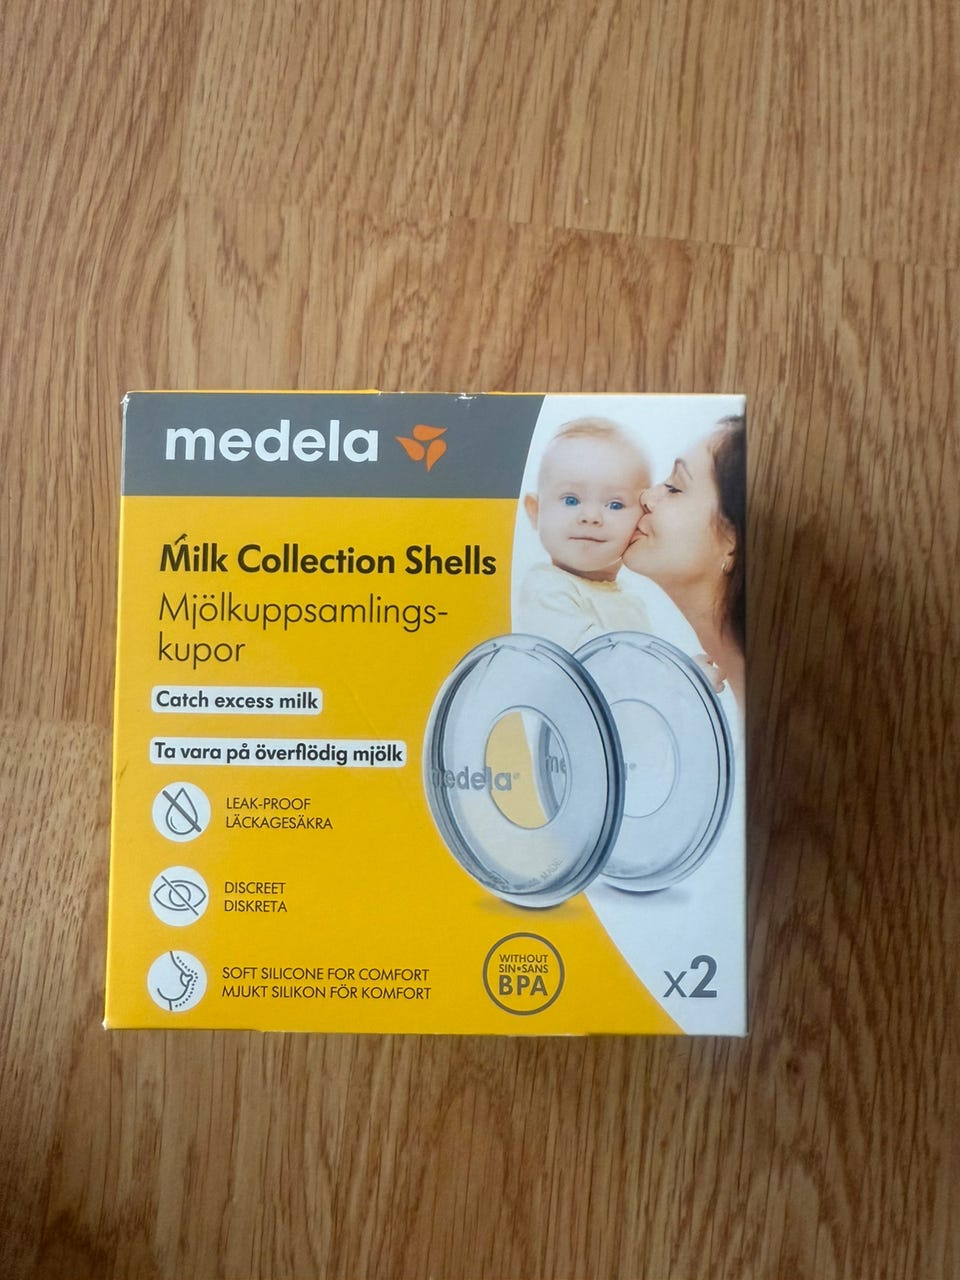 medela
Milk Collection Shells
Mjölkuppsamlings-
kupor
Catch excess milk
Ta vara på överflödig mjölk
LEAK-PROOF
LÄCKAGESÄKRA
DISCREET
DISKRETA
SOFT SILICONE FOR COMFORT
MJUKT SILIKON FÖR KOMFORT
medela
WITHOUT
SIN•SANS
BPA
x2